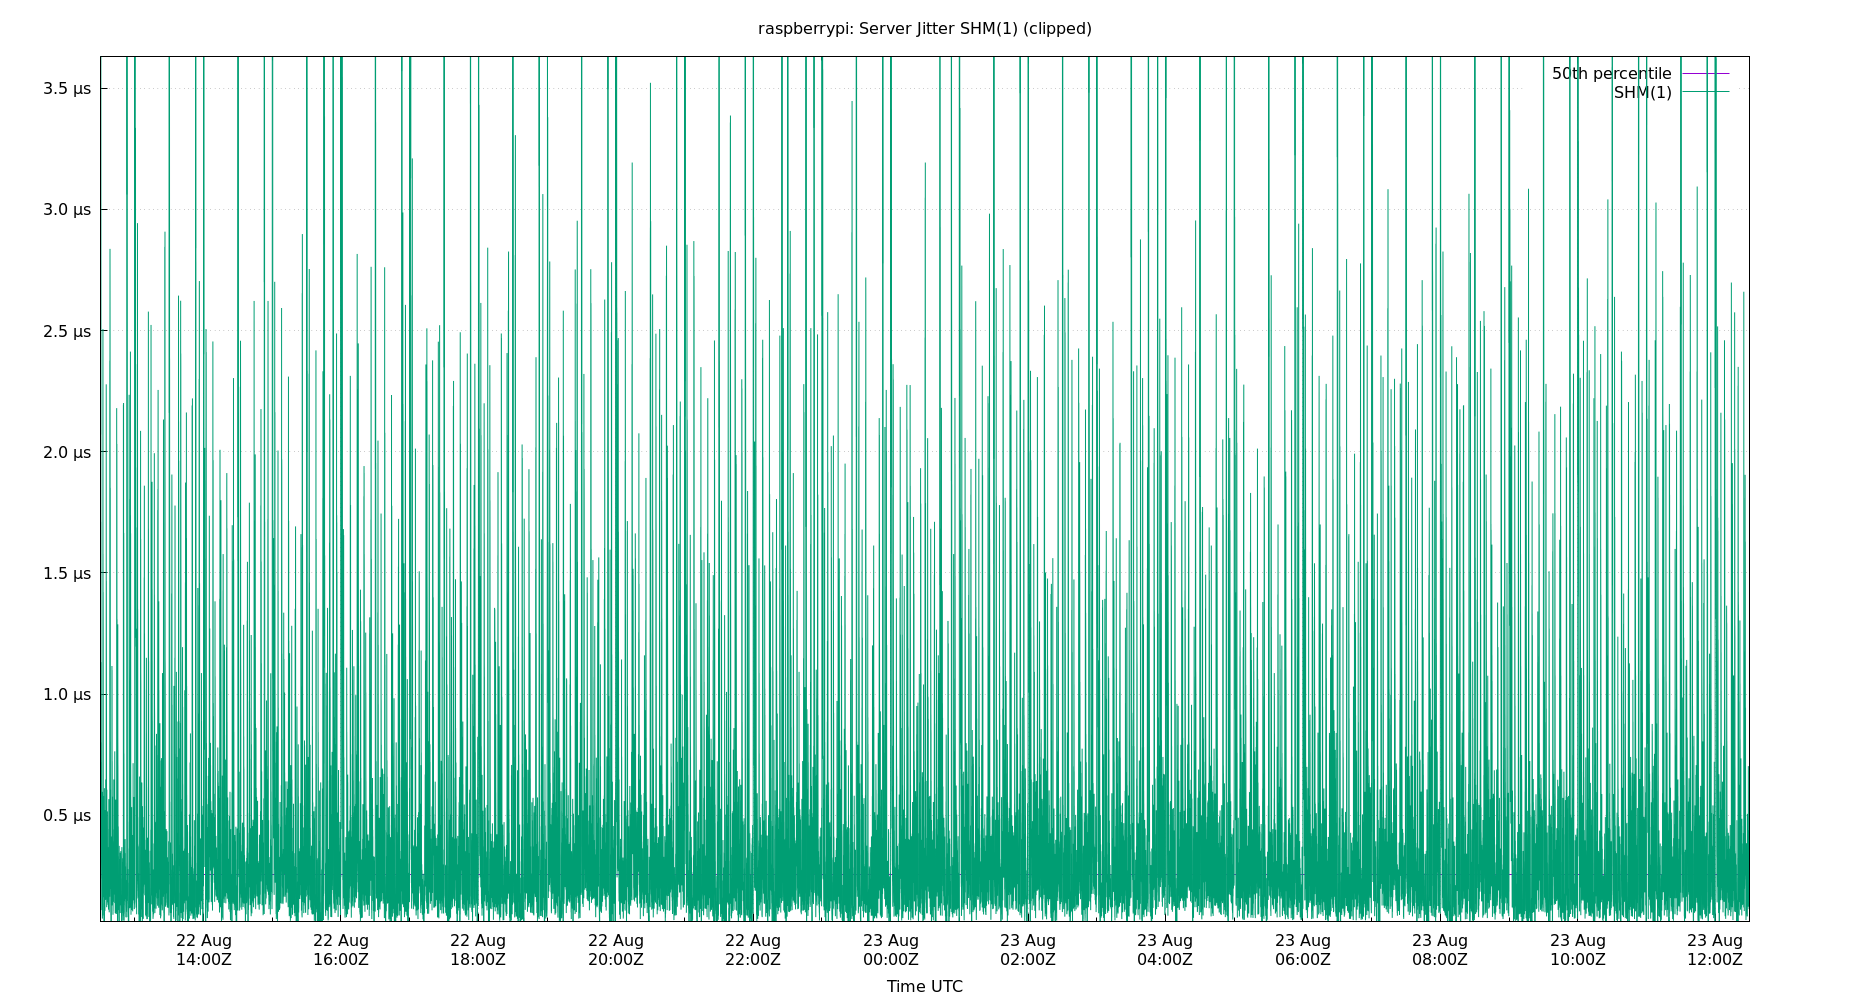 raspberrypi: Server Jitter SHM(1) (clipped)
50th percentile
SHM(1)
3.5 µs
3.0 µs
2.5 µs
2.0 µs
1.5 µs
1.0 µs
0.5 µs
22 Aug 22 Aug 22 Aug 22 Aug 22 Aug 23 Aug 23 Aug 23 Aug 23 Aug 23 Aug 23 Aug 23 Aug
14:00Z 16:00Z 18:00Z 20:00Z 22:00Z 00:00Z 02:00Z 04:00Z 06:00Z 08:00Z 10:00Z 12:00Z
Time UTC